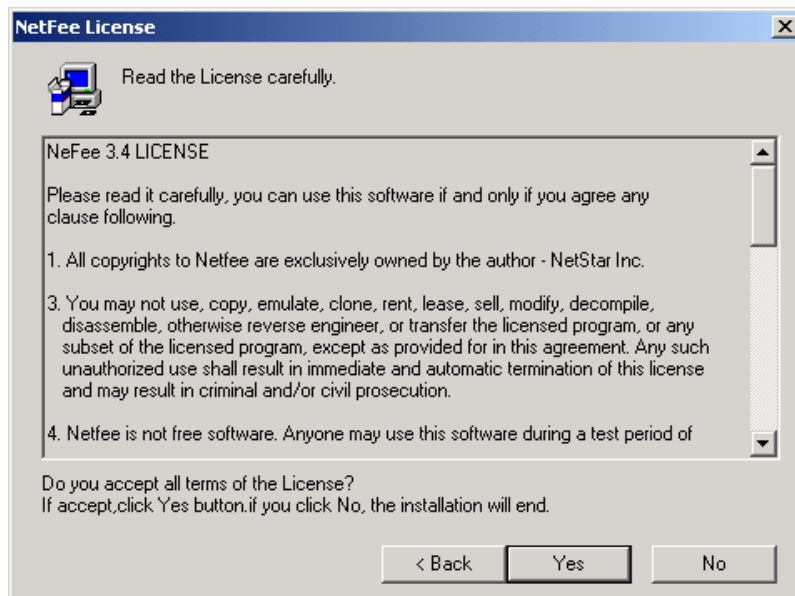 NetFee License
Read the License carefully.
NeFee 3.4 LICENSE
Please read it carefully, you can use this software if and only if you agree any
clause following.
1. All copyrights to Netfee are exclusively owned by the author - NetStar Inc.
3. You may not use, copy, emulate, clone, rent, lease, sell, modify, decompile,
disassemble, otherwise reverse engineer, or transfer the licensed program, or any
subset of the licensed program, except as provided for in this agreement. Any such
unauthorized use shall result in immediate and automatic termination of this license
and may result in criminal and/or civil prosecution.
4. Netfee is not free software. Anyone may use this software during a test period of
Do you accept all terms of the License?
If accept,click Yes button.if you click No, the installation will end.
< Back
Yes
No